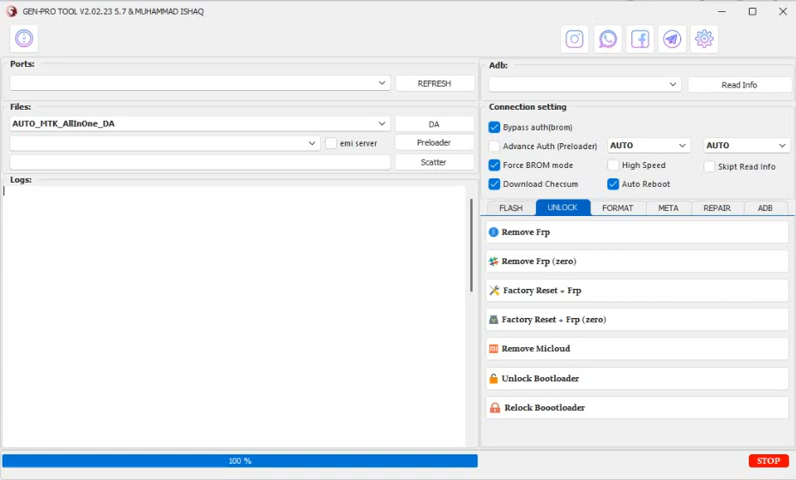 GEN-PRO TOOL V2.02.23 5.7 & MUHAMMAD ISHAQ
Ports:
REFRESH
Adb:
Read Info
Files:
AUTO_MTK_AllInOne_DA
DA
emi server
Preloader
Scatter
Connection setting
Bypass auth(brom)
Advance Auth (Preloader)
AUTO
AUTO
Force BROM mode
High Speed
Skipt Read Info
Download Checsum
Auto Reboot
Logs:
FLASH
UNLOCK
FORMAT
META
REPAIR
ADB
Remove Frp
Remove Frp (zero)
Factory Reset + Frp
Factory Reset + Frp (zero)
Remove Micloud
Unlock Bootloader
Relock Boootloader
100 %
STOP